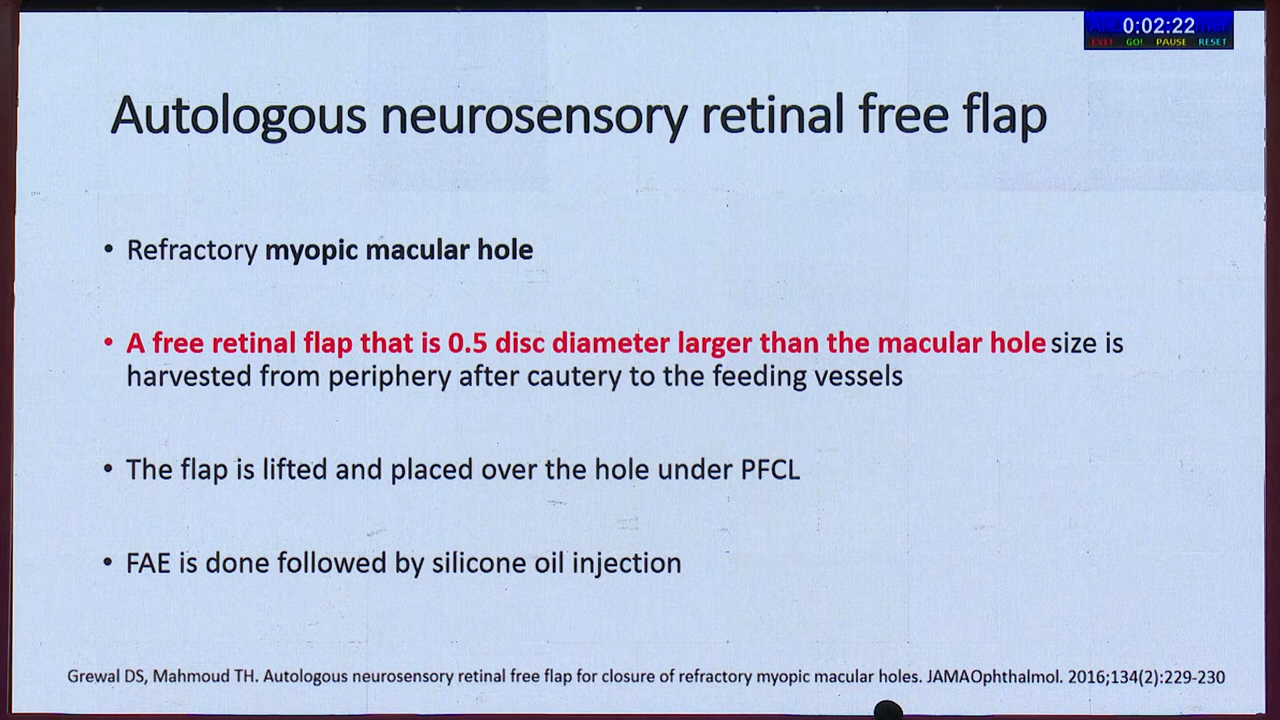 0:02:22
EXIT GO! PAUSE RESET
Autologous neurosensory retinal free flap
• Refractory myopic macular hole
• A free retinal flap that is 0.5 disc diameter larger than the macular hole size is
harvested from periphery after cautery to the feeding vessels
• The flap is lifted and placed over the hole under PFCL
• FAE is done followed by silicone oil injection
Grewal DS, Mahmoud TH. Autologous neurosensory retinal free flap for closure of refractory myopic macular holes. JAMAOphthalmol. 2016;134(2):229-230